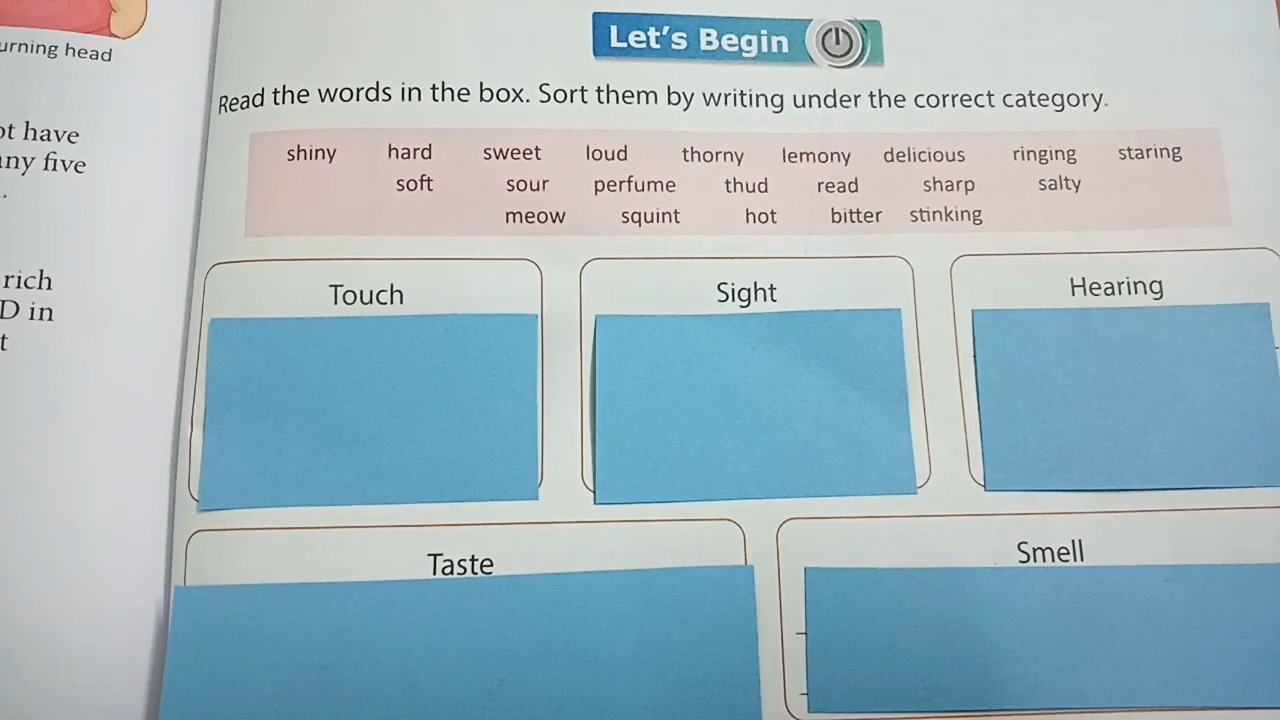 urning head
ot have
any five
.
rich
D in
t
Let's Begin
Read the words in the box. Sort them by writing under the correct category.
shiny hard sweet loud thorny lemony delicious ringing staring
soft sour perfume thud read sharp salty
meow squint hot bitter stinking
Touch Sight Hearing
Taste Smell